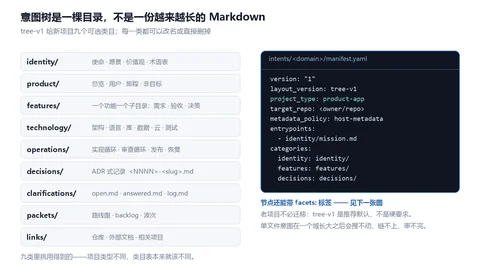 意图树是一棵目录，不是一份越来越长的 Markdown
tree-v1 给新项目九个可选类目；每一类都可以改名或直接删掉
identity/ 使命 · 愿景 · 价值观 · 术语表
product/ 总览 · 用户 · 旅程 · 非目标
features/ 一个功能一个子目录：需求 · 验收 · 决策
technology/ 架构 · 语言 · 库 · 数据 · 云 · 测试
operations/ 实现循环 · 审查循环 · 发布 · 恢复
decisions/ ADR 式记录 <NNNN>-<slug>.md
clarifications/ open.md · answered.md · log.md
packets/ 路线图 · backlog · 波次
links/ 仓库 · 外部文档 · 相关项目
九类里挑用得到的——项目类型不同，类目表本来就该不同。
intents/<domain>/manifest.yaml
version: "1"
layout_version: tree-v1
project_type: product-app
target_repo: <owner/repo>
metadata_policy: host-metadata
entrypoints:
- identity/mission.md
categories:
identity: identity/
features: features/
decisions: decisions/
节点还能带 facets: 标签 —— 见下一张图
老项目不必迁移：tree-v1 是推荐默认，不是硬要求。
单文件意图在一个域长大之后会搜不动、链不上、审不完。